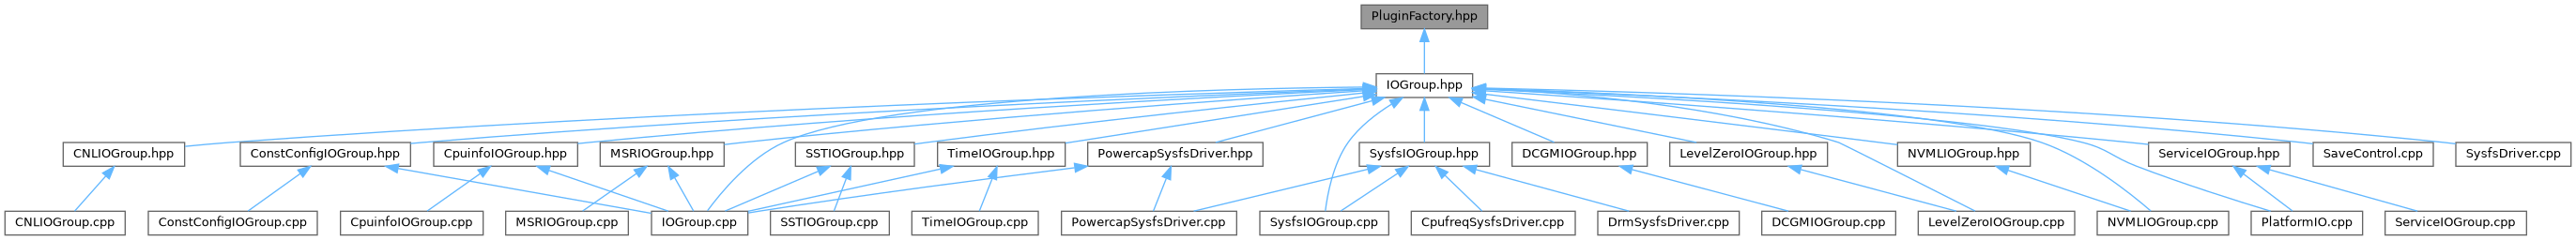 PluginFactory.hpp
IOGroup.hpp
CNLIOGroup.hpp
ConstConfigIOGroup.hpp
CpuinfoIOGroup.hpp
MSRIOGroup.hpp
SSTIOGroup.hpp
TimeIOGroup.hpp
PowercapSysfsDriver.hpp
SysfsIOGroup.hpp
DCGMIOGroup.hpp
LevelZeroIOGroup.hpp
NVMLIOGroup.hpp
ServiceIOGroup.hpp
SaveControl.cpp
SysfsDriver.cpp
CNLIOGroup.cpp
ConstConfigIOGroup.cpp
CpuinfoIOGroup.cpp
MSRIOGroup.cpp
IOGroup.cpp
SSTIOGroup.cpp
TimeIOGroup.cpp
PowercapSysfsDriver.cpp
SysfsIOGroup.cpp
CpufreqSysfsDriver.cpp
DrmSysfsDriver.cpp
DCGMIOGroup.cpp
LevelZeroIOGroup.cpp
NVMLIOGroup.cpp
PlatformIO.cpp
ServiceIOGroup.cpp